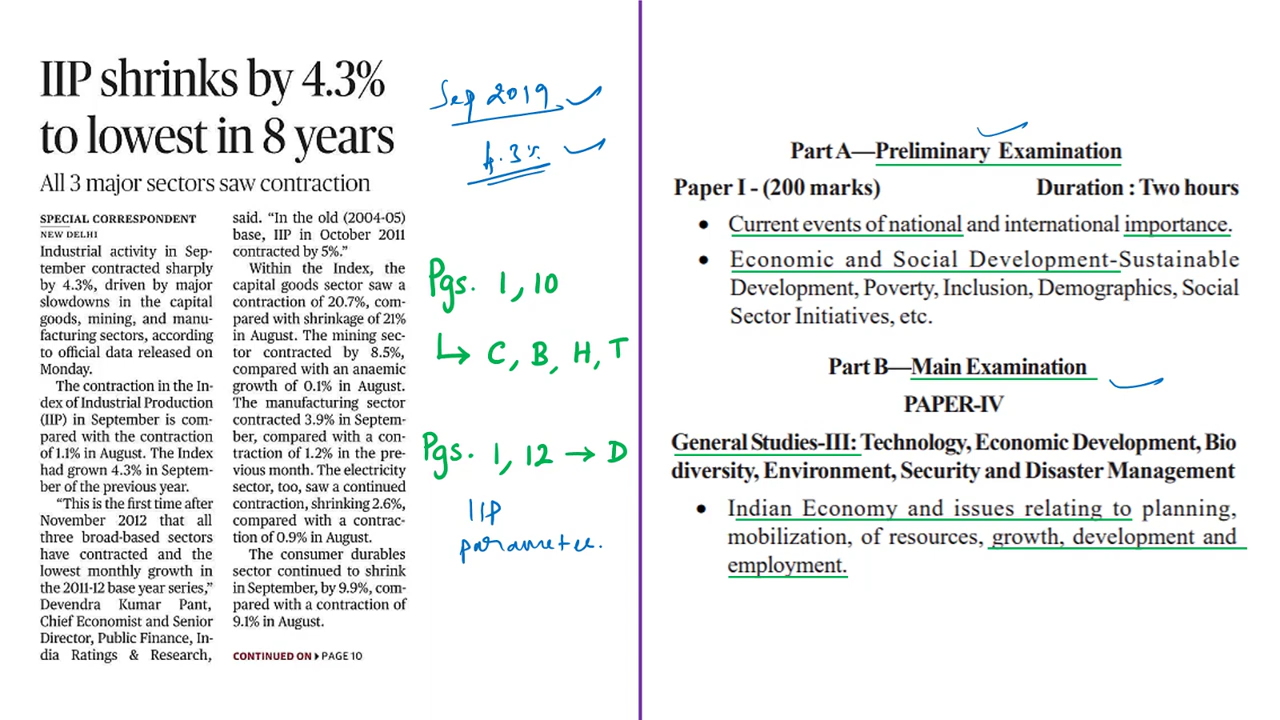 IIP shrinks by 4.3%
to lowest in 8 years
All 3 major sectors saw contraction
SPECIAL CORRESPONDENT
NEW DELHI
Industrial activity in Sep-
tember contracted sharply
by 4.3%, driven by major
slowdowns in the capital
goods, mining, and manu-
facturing sectors, according
to official data released on
Monday.
The contraction in the In-
dex of Industrial Production
(IIP) in September is com-
pared with the contraction
of 1.1% in August. The Index
had grown 4.3% in Septem-
ber of the previous year.
“This is the first time after
November 2012 that all
three broad-based sectors
have contracted and the
lowest monthly growth in
the 2011-12 base year series,”
Devendra Kumar Pant,
Chief Economist and Senior
Director, Public Finance, In-
dia Ratings & Research,
said. “In the old (2004-05)
base, IIP in October 2011
contracted by 5%.”
Within the Index, the
capital goods sector saw a
contraction of 20.7%, com-
pared with shrinkage of 21%
in August. The mining sec-
tor contracted by 8.5%,
compared with an anaemic
growth of 0.1% in August.
The manufacturing sector
contracted 3.9% in Septem-
ber, compared with a con-
traction of 1.2% in the pre-
vious month. The electricity
sector, too, saw a continued
contraction, shrinking 2.6%,
compared with a contrac-
tion of 0.9% in August.
The consumer durables
sector continued to shrink
in September, by 9.9%, com-
pared with a contraction of
9.1% in August.
CONTINUED ON PAGE 10
Sep 2019
4.3%
Pgs. 1, 10
C, B, H, T
Pgs. 1, 12 → D
IIP
parameter.
Part A—Preliminary Examination
Paper I - (200 marks) Duration : Two hours
• Current events of national and international importance.
• Economic and Social Development-Sustainable
Development, Poverty, Inclusion, Demographics, Social
Sector Initiatives, etc.
Part B—Main Examination
PAPER-IV
General Studies-III: Technology, Economic Development, Bio
diversity, Environment, Security and Disaster Management
• Indian Economy and issues relating to planning,
mobilization, of resources, growth, development and
employment.